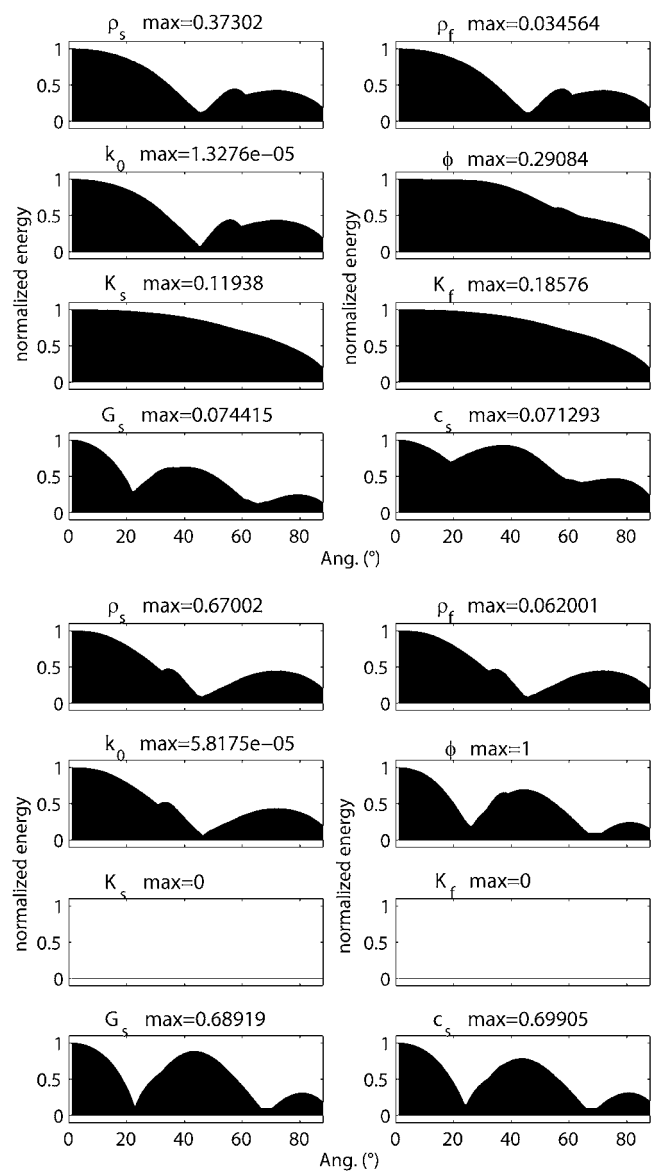 ρs max=0.37302
ρf max=0.034564
1
0.5
0
1
0.5
0
k0 max=1.3276e−05
ϕ max=0.29084
1
0.5
0
1
0.5
0
Ks max=0.11938
Kf max=0.18576
1
0.5
0
1
0.5
0
Gs max=0.074415
cs max=0.071293
1
0.5
0
1
0.5
0
normalized energy
normalized energy
0 20 40 60 80
0 20 40 60 80
Ang. (°)
ρs max=0.67002
ρf max=0.062001
1
0.5
0
1
0.5
0
k0 max=5.8175e−05
ϕ max=1
1
0.5
0
1
0.5
0
Ks max=0
Kf max=0
1
0.5
0
1
0.5
0
Gs max=0.68919
cs max=0.69905
1
0.5
0
1
0.5
0
normalized energy
normalized energy
0 20 40 60 80
0 20 40 60 80
Ang. (°)